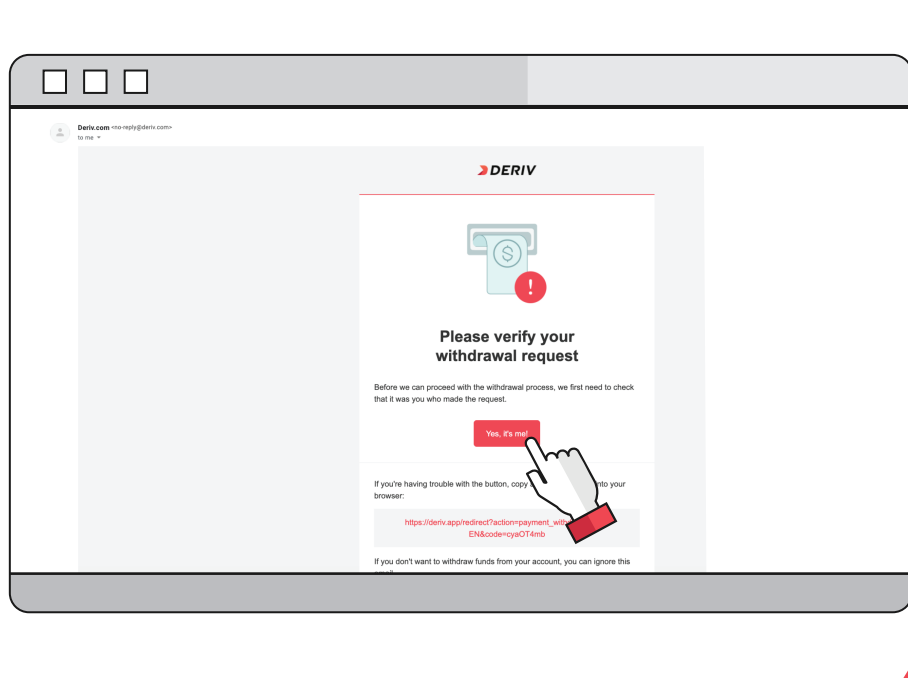 Deriv.com <no-reply@deriv.com>
to me
DERIV
!
$
Please verify your
withdrawal request
Before we can proceed with the withdrawal process, we first need to check
that it was you who made the request.
Yes, it's me!
If you're having trouble with the button, copy nto your
browser:
https://deriv.app/redirect?action=payment_with
EN&code=cyaOT4mb
If you don't want to withdraw funds from your account, you can ignore this